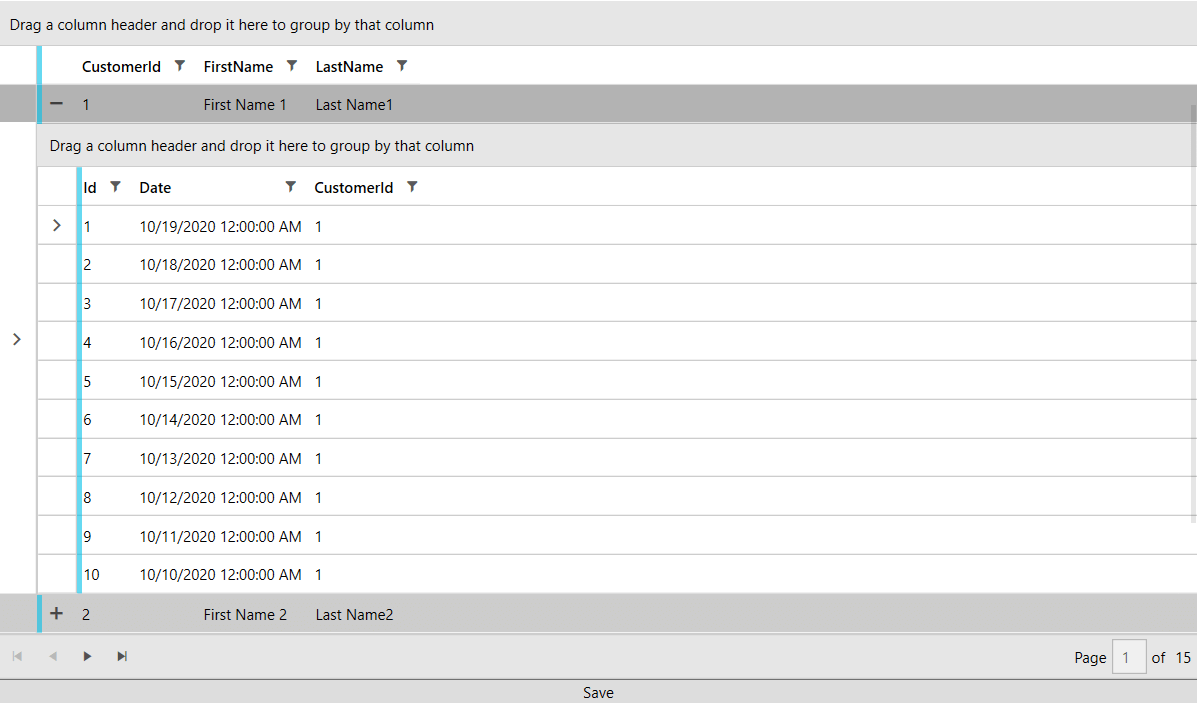 Drag a column header and drop it here to group by that column
CustomerId FirstName LastName
1 First Name 1 Last Name1
Drag a column header and drop it here to group by that column
Id Date CustomerId
1 10/19/2020 12:00:00 AM 1
2 10/18/2020 12:00:00 AM 1
3 10/17/2020 12:00:00 AM 1
4 10/16/2020 12:00:00 AM 1
5 10/15/2020 12:00:00 AM 1
6 10/14/2020 12:00:00 AM 1
7 10/13/2020 12:00:00 AM 1
8 10/12/2020 12:00:00 AM 1
9 10/11/2020 12:00:00 AM 1
10 10/10/2020 12:00:00 AM 1
2 First Name 2 Last Name2
Page 1 of 15
Save